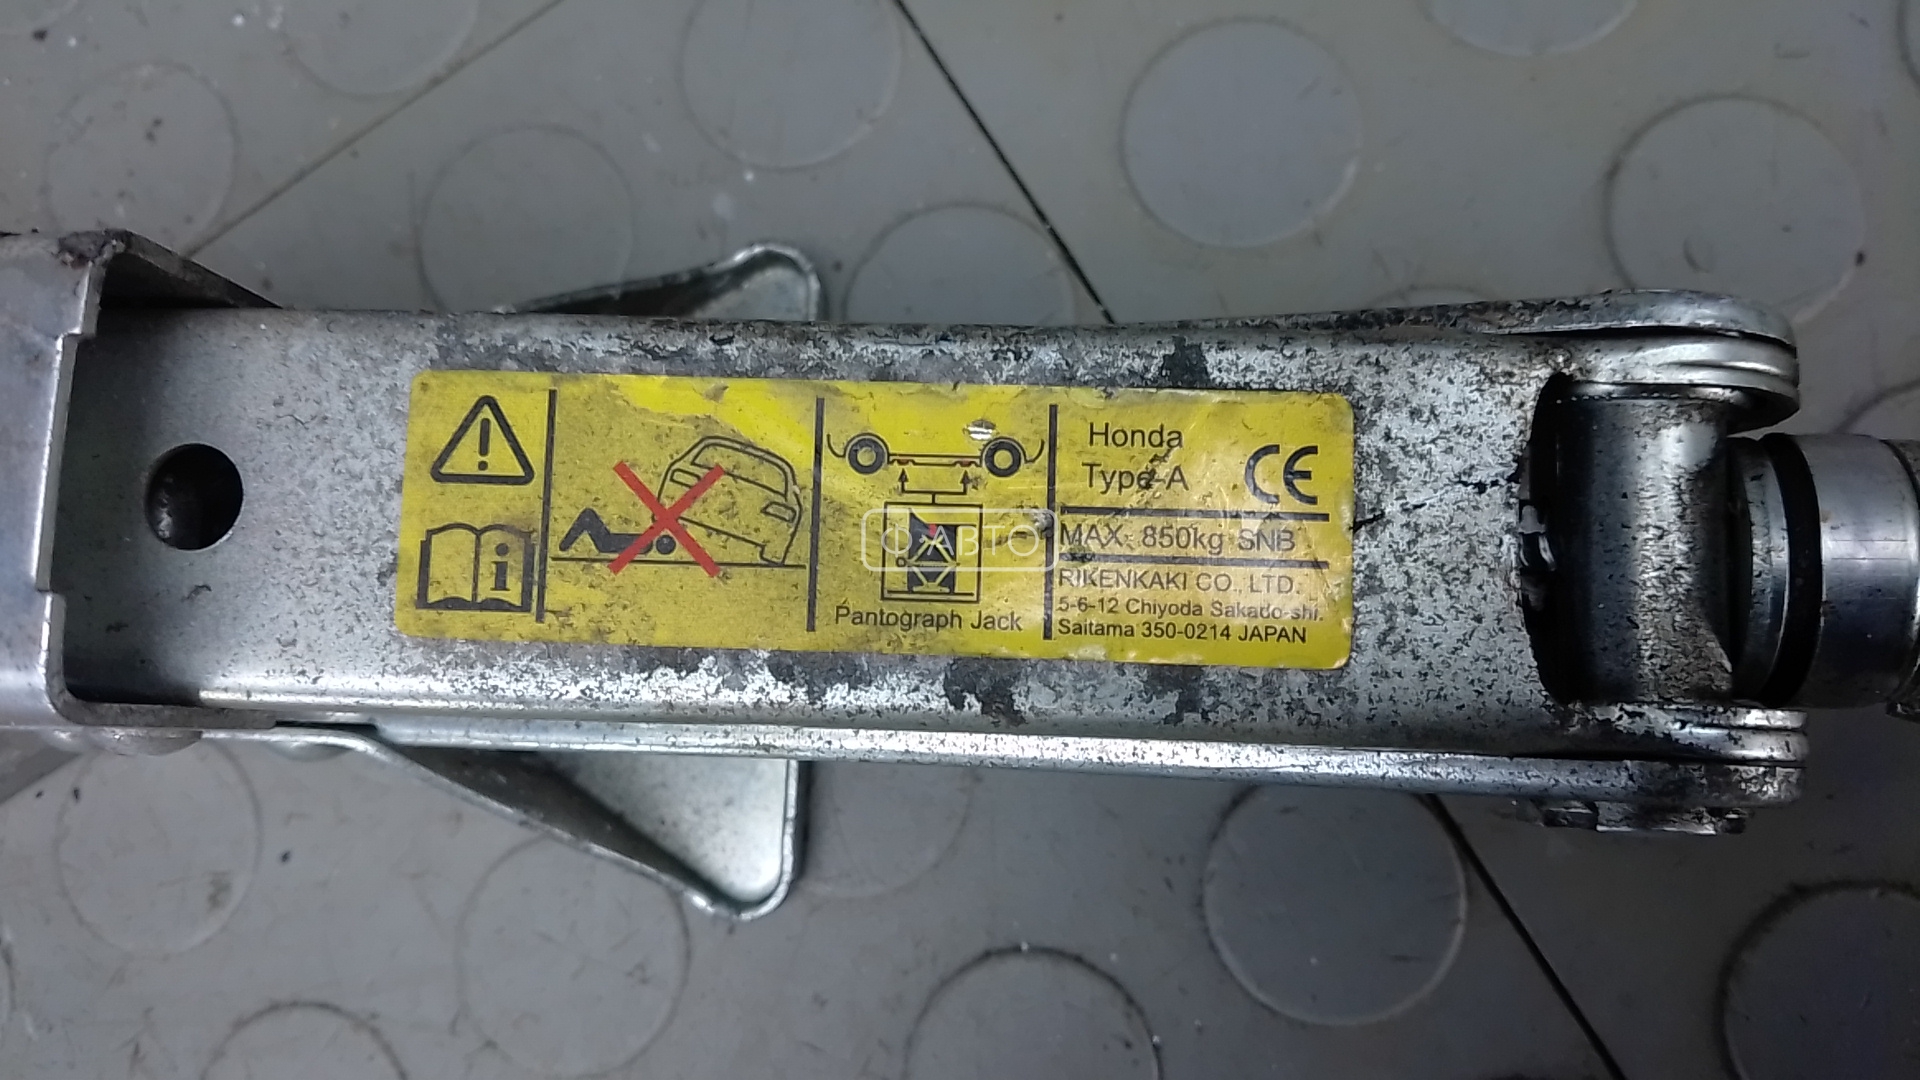 Honda
Type-A
CE
MAX. 850kg SNB
RIKENKAKI CO., LTD.
5-6-12 Chiyoda Sakado-shi.
Saitama 350-0214 JAPAN
Pantograph Jack
О-АВТО